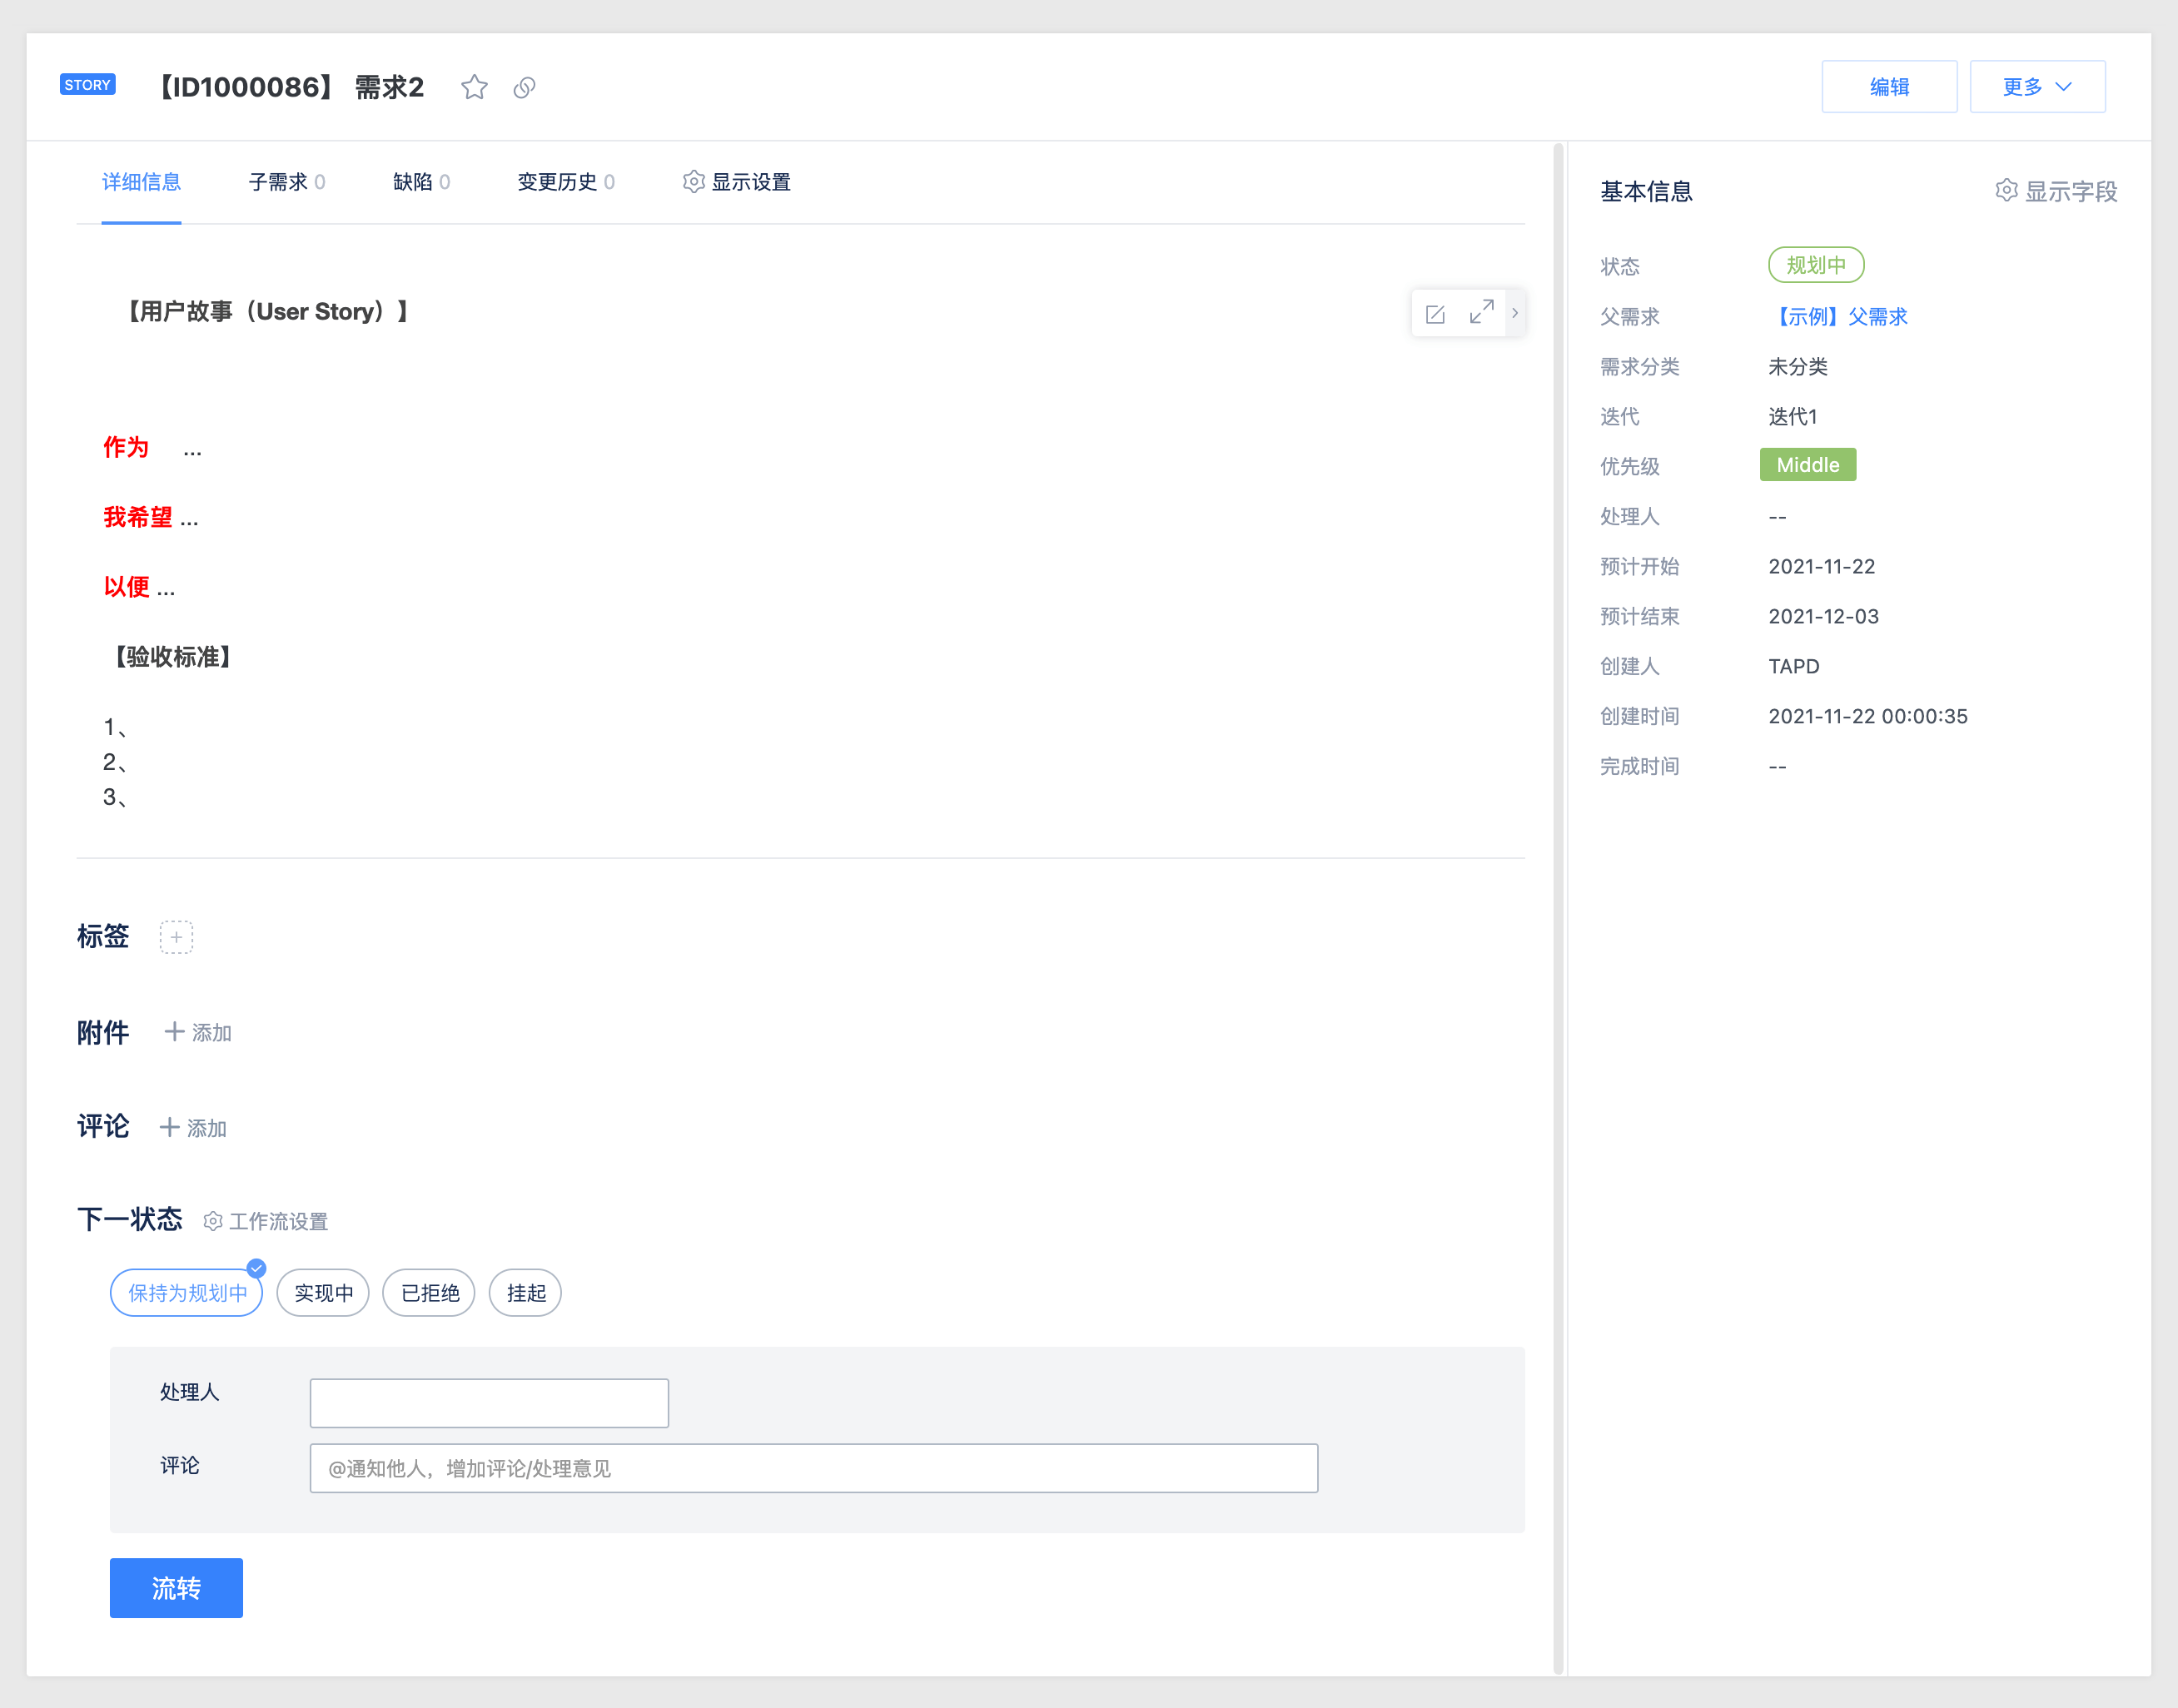 STORY 【ID1000086】 需求2 编辑 更多
详细信息 子需求 0 缺陷 0 变更历史 0 显示设置
【用户故事（User Story）】
作为 ...
我希望 ...
以便 ...
【验收标准】
1、
2、
3、
标签 +
附件 + 添加
评论 + 添加
下一状态 工作流设置
保持为规划中 实现中 已拒绝 挂起
处理人
评论 @通知他人，增加评论/处理意见
流转
基本信息 显示字段
状态 规划中
父需求 【示例】父需求
需求分类 未分类
迭代 迭代1
优先级 Middle
处理人 --
预计开始 2021-11-22
预计结束 2021-12-03
创建人 TAPD
创建时间 2021-11-22 00:00:35
完成时间 --